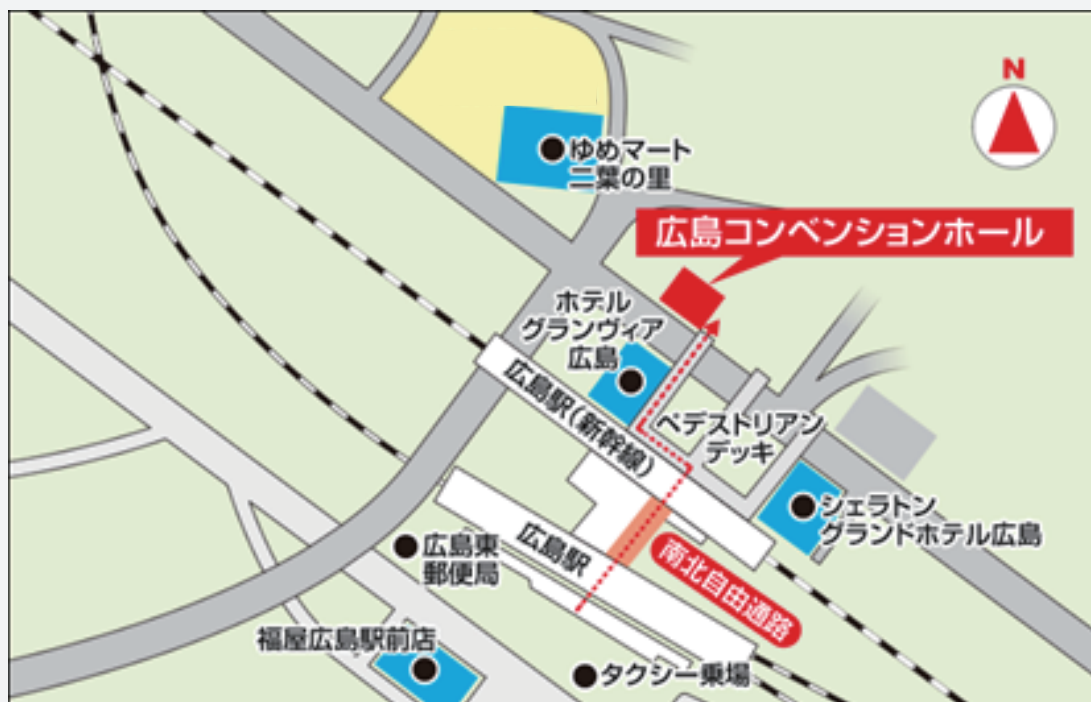 N
ゆめマート
二葉の里
広島コンベンションホール
ホテル
グランヴィア
広島
広島駅(新幹線)
ペデストリアン
デッキ
シェラトン
グランドホテル広島
広島駅
南北自由通路
広島東
郵便局
福屋広島駅前店
タクシー乗場